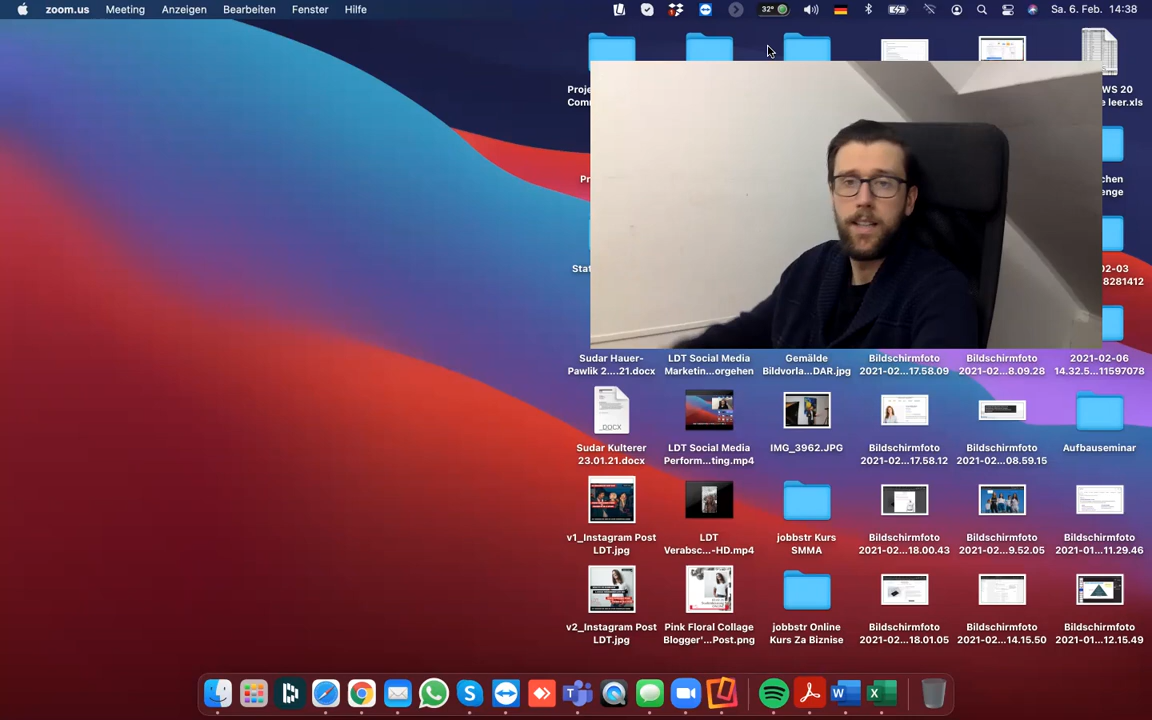 zoom.us Meeting Anzeigen Bearbeiten Fenster Hilfe 32° Sa. 6. Feb. 14:38
Sudar Hauer-
Pawlik 2....21.docx
LDT Social Media
Marketin...orgehen
Gemälde
Bildvorla...DAR.jpg
Bildschirmfoto
2021-02...17.58.09
Bildschirmfoto
2021-02...8.09.28
2021-02-06
14.32.5...11597078
Sudar Kulterer
23.01.21.docx
LDT Social Media
Perform...ting.mp4
IMG_3962.JPG
Bildschirmfoto
2021-02...17.58.12
Bildschirmfoto
2021-02...08.59.15
Aufbauseminar
v1_Instagram Post
LDT.jpg
LDT
Verabsc...-HD.mp4
jobbstr Kurs
SMMA
Bildschirmfoto
2021-02...18.00.43
Bildschirmfoto
2021-02...9.52.05
Bildschirmfoto
2021-01...11.29.46
v2_Instagram Post
LDT.jpg
Pink Floral Collage
Blogger'...Post.png
jobbstr Online
Kurs Za Biznise
Bildschirmfoto
2021-02...18.01.05
Bildschirmfoto
2021-02...14.15.50
Bildschirmfoto
2021-01...12.15.49